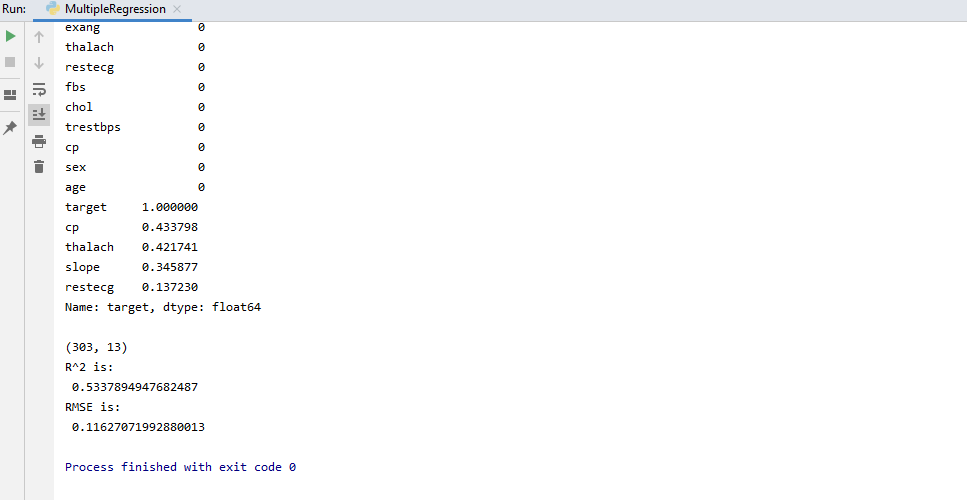 Run: MultipleRegression
exang 0
thalach 0
restecg 0
fbs 0
chol 0
trestbps 0
cp 0
sex 0
age 0
target 1.000000
cp 0.433798
thalach 0.421741
slope 0.345877
restecg 0.137230
Name: target, dtype: float64
(303, 13)
R^2 is:
0.5337894947682487
RMSE is:
0.11627071992880013
Process finished with exit code 0